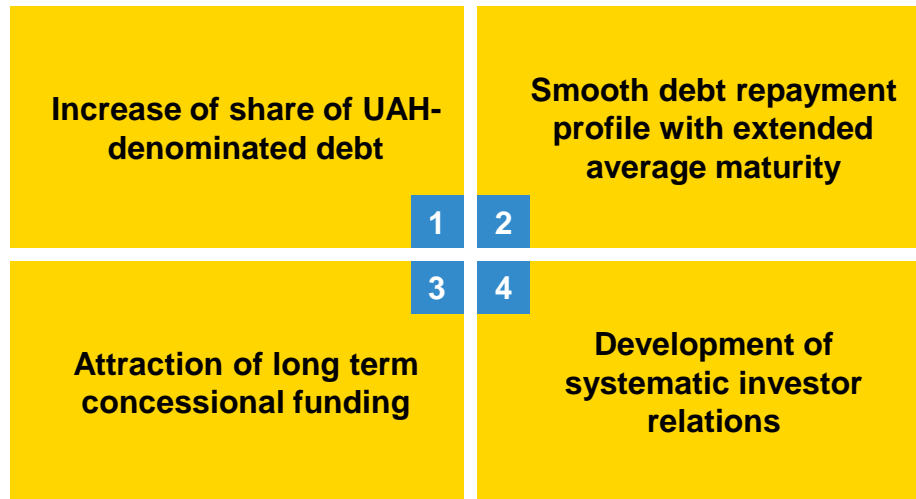 Increase of share of UAH-
denominated debt
1
Smooth debt repayment
profile with extended
average maturity
2
3
Attraction of long term
concessional funding
4
Development of
systematic investor
relations